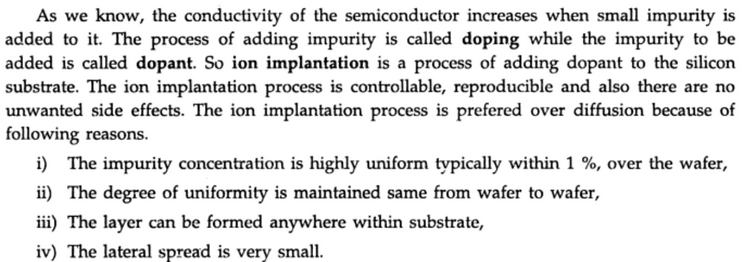 As we know, the conductivity of the semiconductor increases when small impurity is
added to it. The process of adding impurity is called doping while the impurity to be
added is called dopant. So ion implantation is a process of adding dopant to the silicon
substrate. The ion implantation process is controllable, reproducible and also there are no
unwanted side effects. The ion implantation process is prefered over diffusion because of
following reasons.
i) The impurity concentration is highly uniform typically within 1 %, over the wafer,
ii) The degree of uniformity is maintained same from wafer to wafer,
iii) The layer can be formed anywhere within substrate,
iv) The lateral spread is very small.